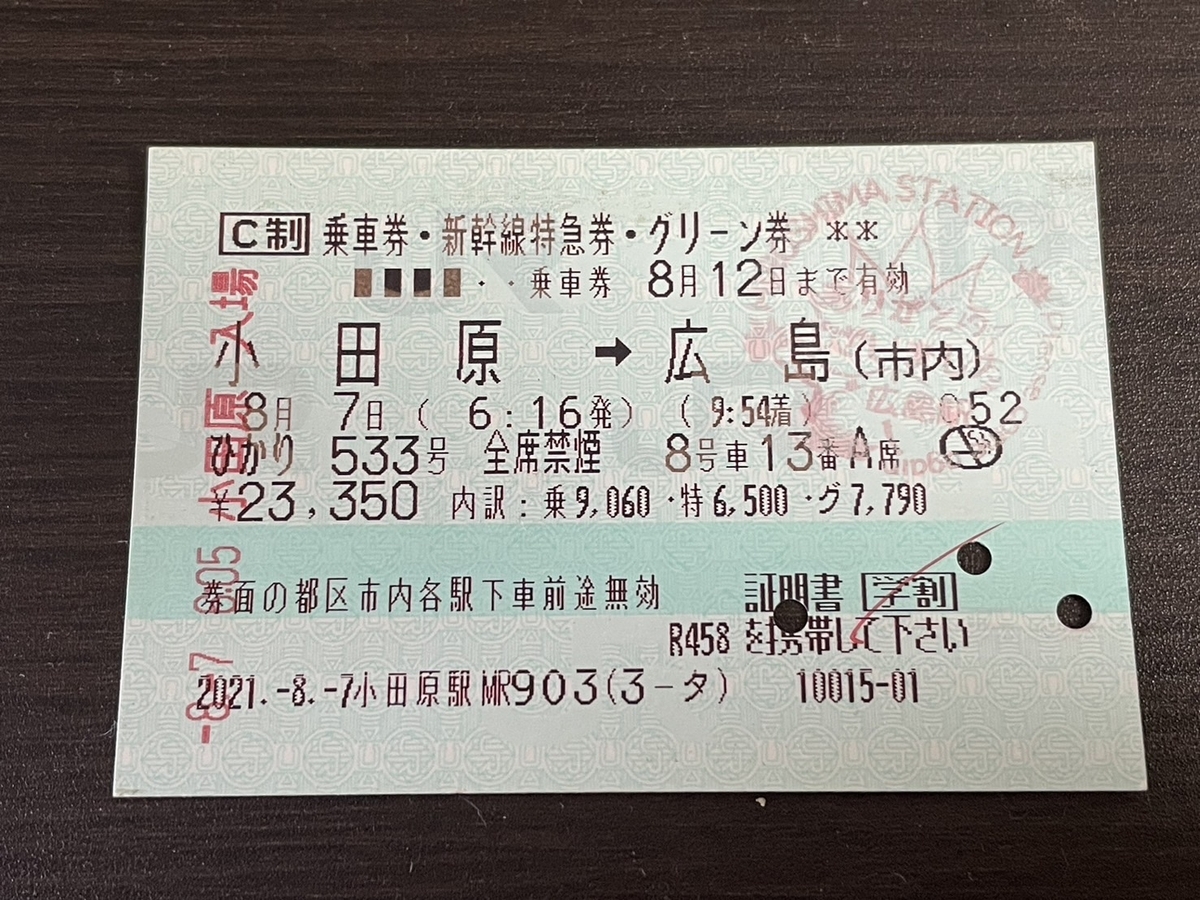 C制 乗車券・新幹線特急券・グリーン券 **
・・乗車券 8月12日まで有効
小田原 ➡ 広島(市内)
8月 7日 ( 6:16発) ( 9:54着) 052
ひかり 533号 全席禁煙 8号車13番A席
¥23,350 内訳:乗9,060・特6,500・グ7,790
券面の都区市内各駅下車前途無効
証明書 学割
R458 を携帯して下さい
2021.-8.-7小田原駅MR903(3-タ) 10015-01
-8.-7 小田原 入場
STATION